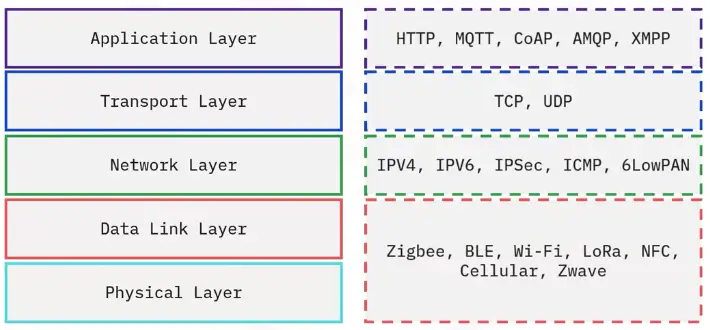 Application Layer
HTTP, MQTT, CoAP, AMQP, XMPP
Transport Layer
TCP, UDP
Network Layer
IPV4, IPV6, IPSec, ICMP, 6LowPAN
Data Link Layer
Zigbee, BLE, Wi-Fi, LoRa, NFC,
Cellular, Zwave
Physical Layer